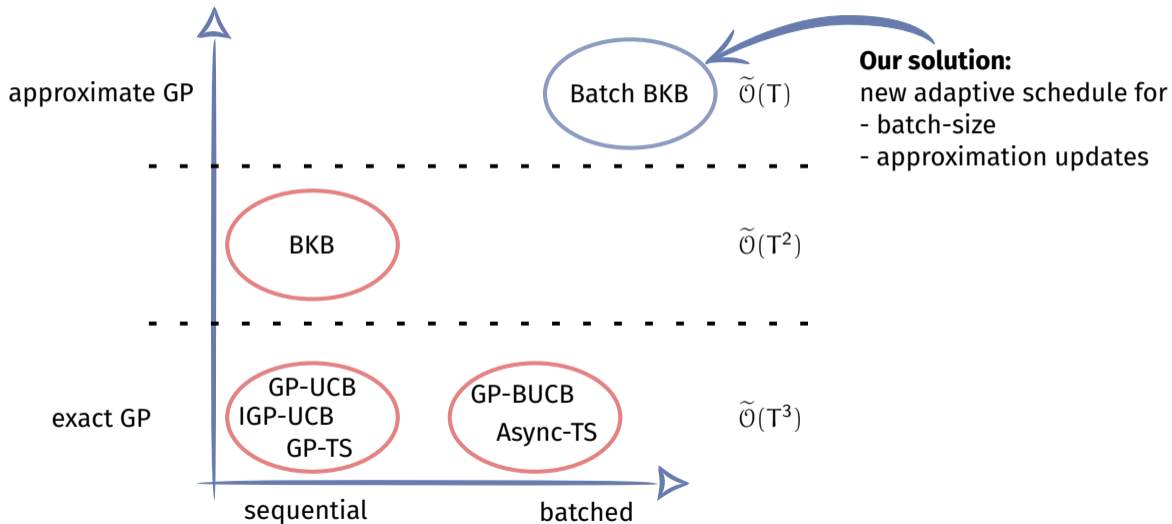 approximate GP
Batch BKB
Õ(T)
Our solution:
new adaptive schedule for
- batch-size
- approximation updates
BKB
Õ(T²)
exact GP
GP-UCB
IGP-UCB
GP-TS
GP-BUCB
Async-TS
Õ(T³)
sequential
batched